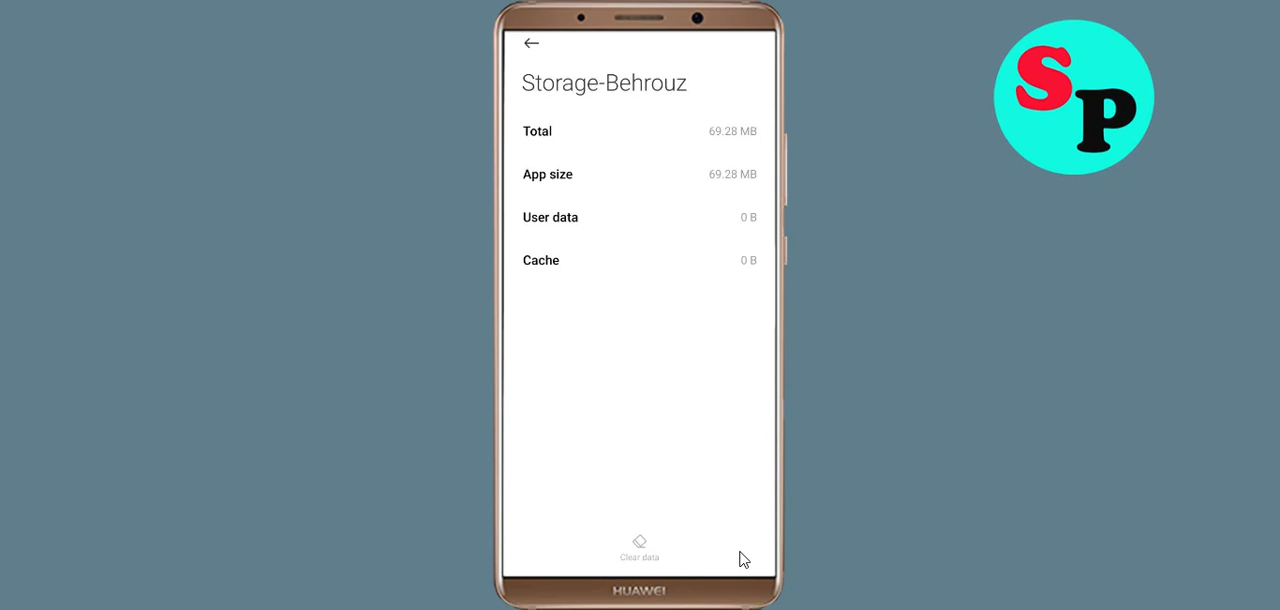 Storage-Behrouz
Total 69.28 MB
App size 69.28 MB
User data 0 B
Cache 0 B
Clear data
HUAWEI
SP